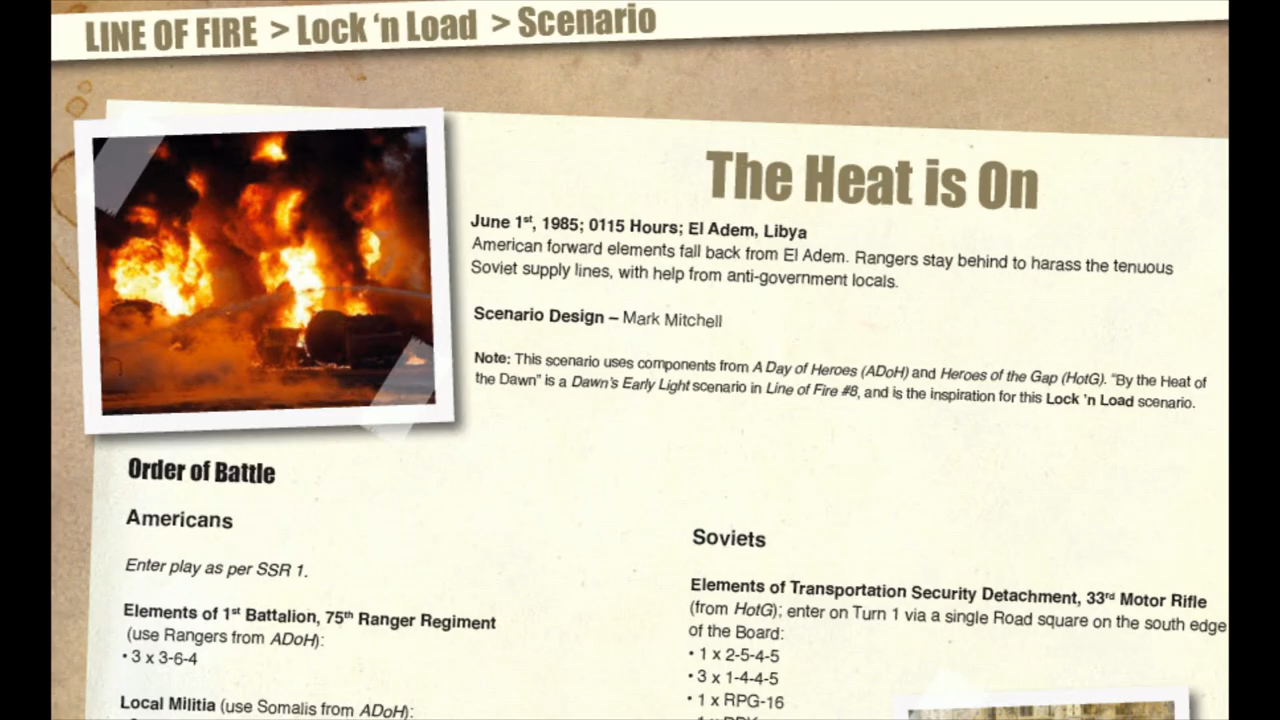 LINE OF FIRE > Lock ‘n Load > Scenario
The Heat is On
June 1st, 1985; 0115 Hours; El Adem, Libya
American forward elements fall back from El Adem. Rangers stay behind to harass the tenuous
Soviet supply lines, with help from anti-government locals.
Scenario Design – Mark Mitchell
Note: This scenario uses components from A Day of Heroes (ADoH) and Heroes of the Gap (HotG). “By the Heat of
the Dawn” is a Dawn’s Early Light scenario in Line of Fire #8, and is the inspiration for this Lock ’n Load scenario.
Order of Battle
Americans
Enter play as per SSR 1.
Elements of 1st Battalion, 75th Ranger Regiment
(use Rangers from ADoH):
• 3 x 3-6-4
Local Militia (use Somalis from ADoH):
Soviets
Elements of Transportation Security Detachment, 33rd Motor Rifle
(from HotG); enter on Turn 1 via a single Road square on the south edge
of the Board:
• 1 x 2-5-4-5
• 3 x 1-4-4-5
• 1 x RPG-16